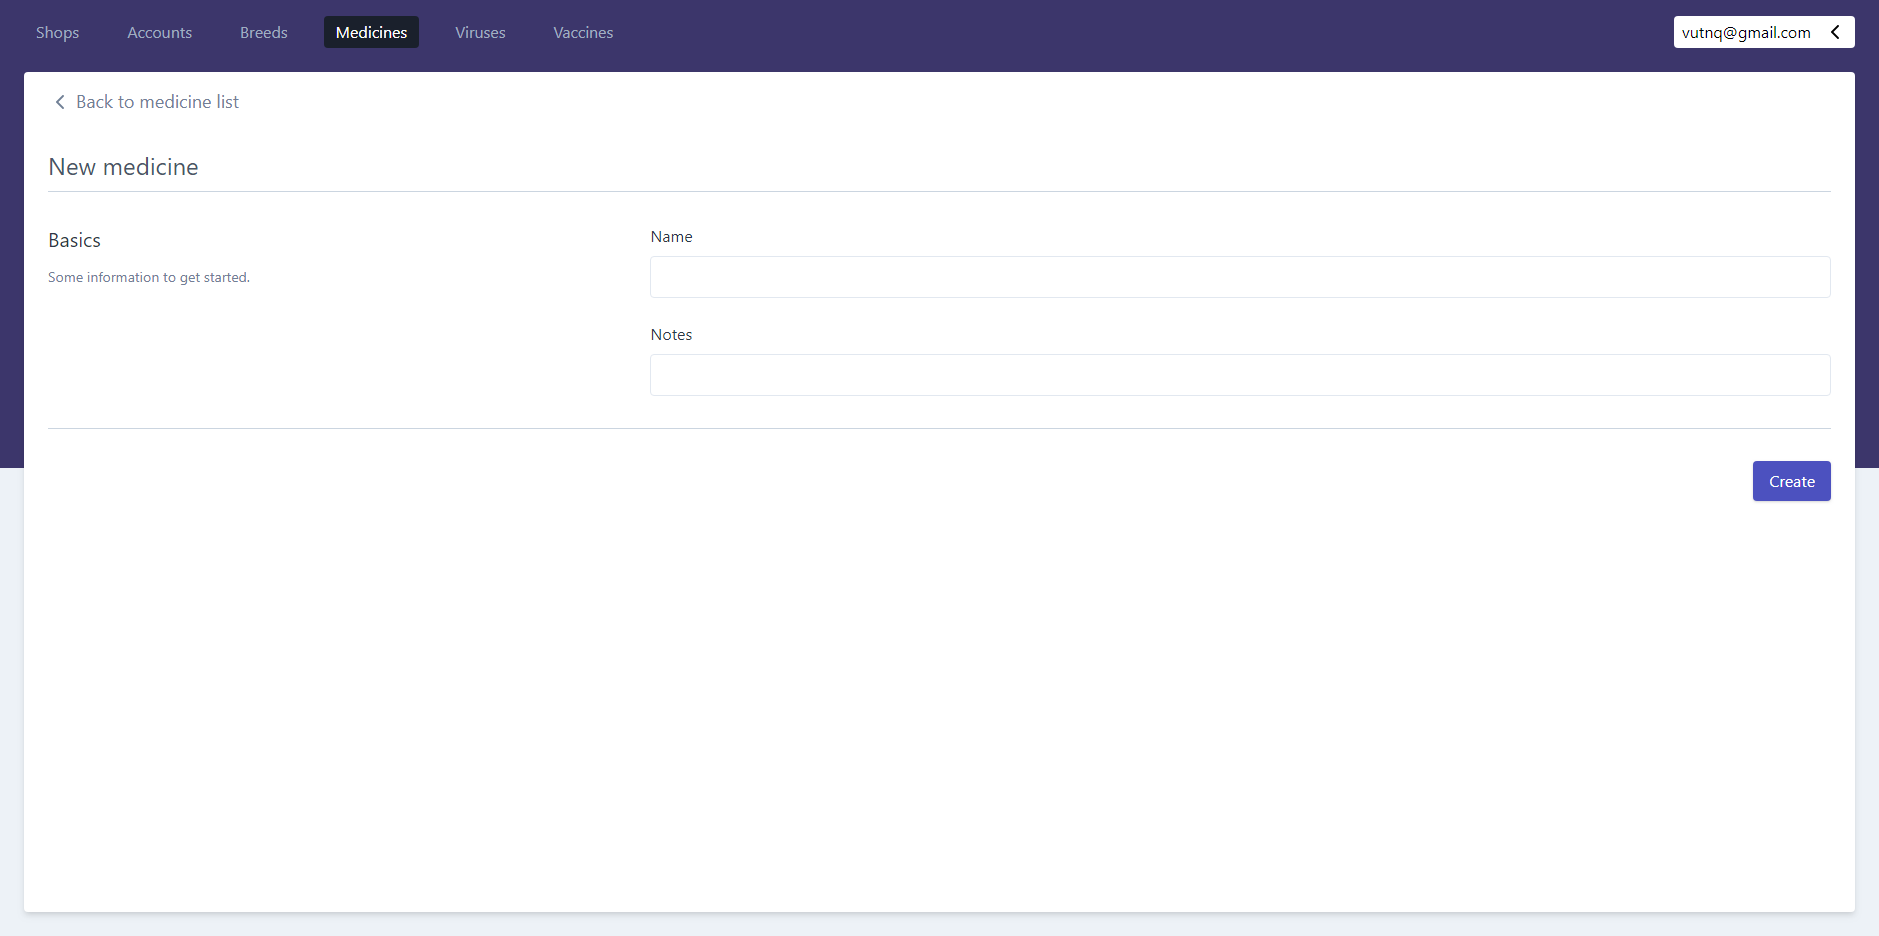 Shops Accounts Breeds Medicines Viruses Vaccines vutnq@gmail.com
Back to medicine list
New medicine
Basics
Some information to get started.
Name
Notes
Create